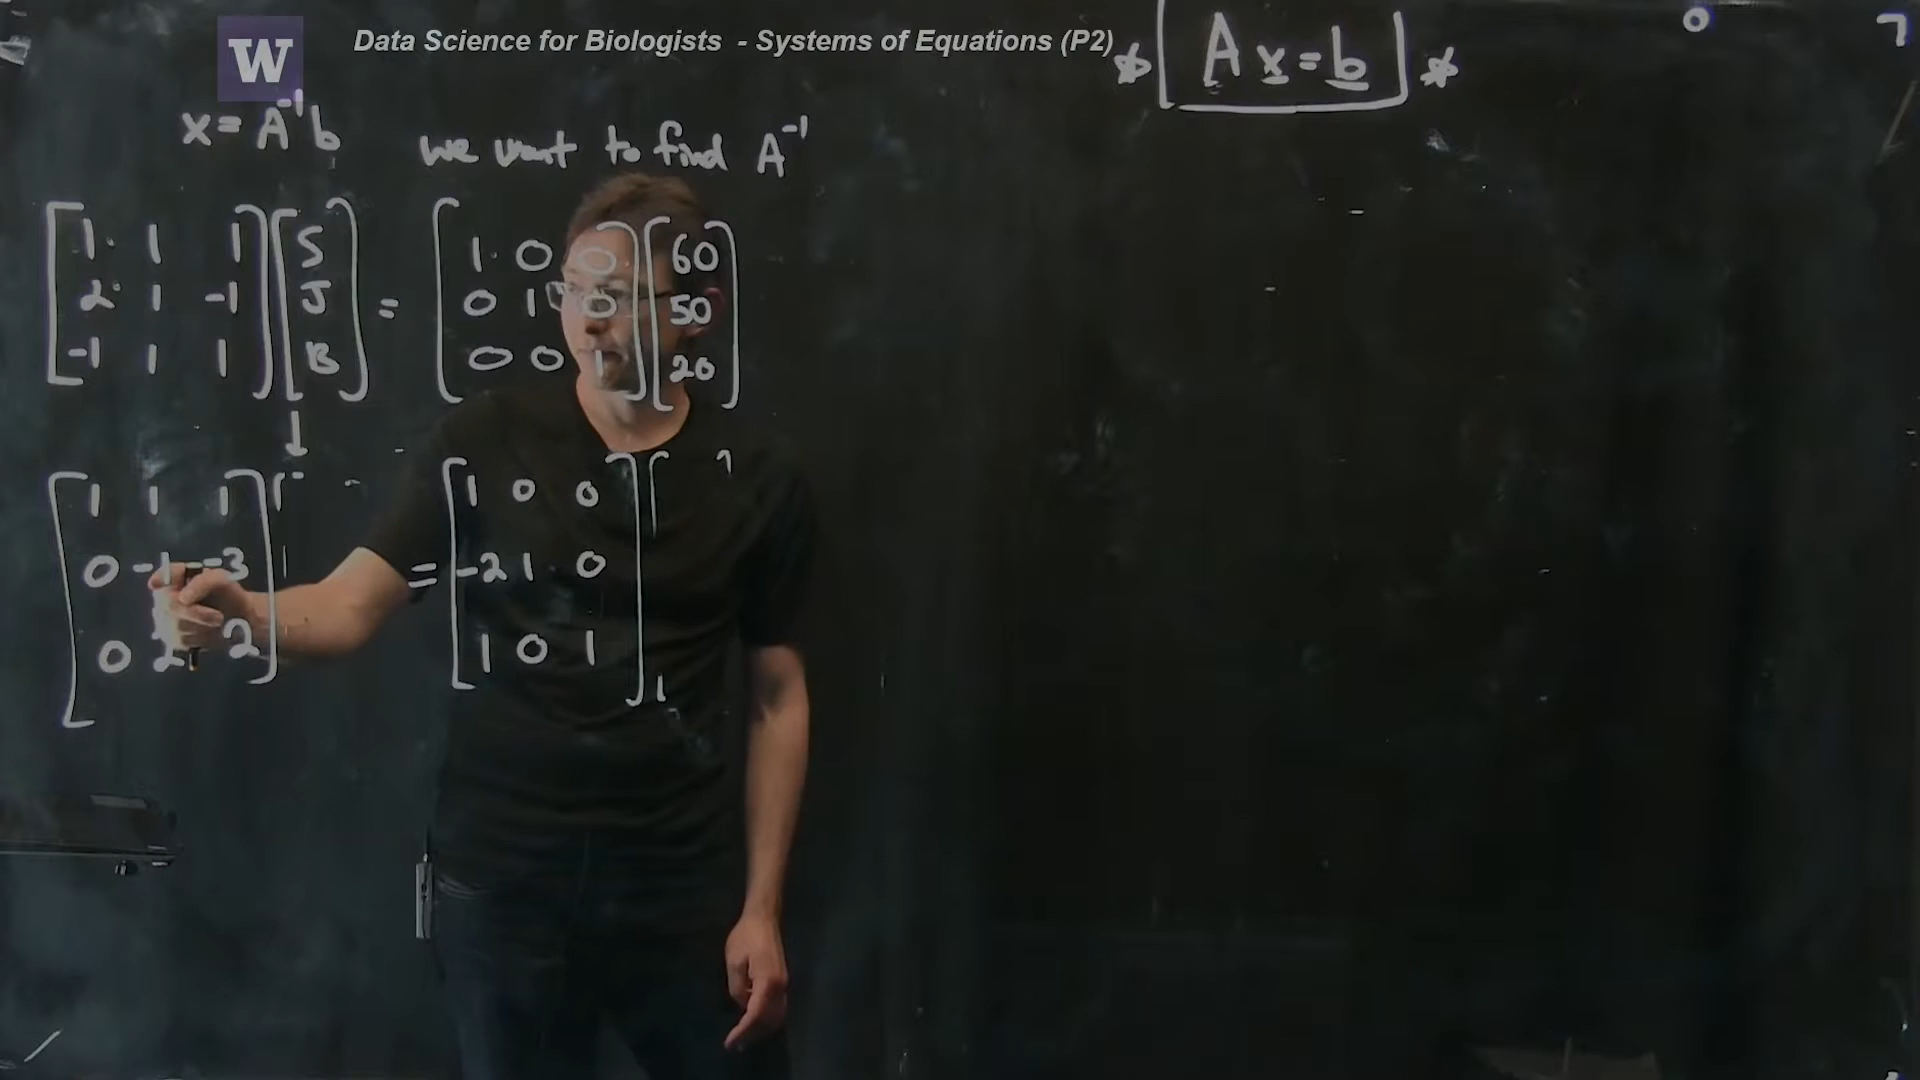 W
Data Science for Biologists - Systems of Equations (P2)
* [ A x = b ] *
0 7
x = A⁻¹b
we want to find A⁻¹
[ 1 1 1 ] [ S ] [ 1 0 0 ] [ 60 ]
[ 2 1 -1 ] [ J ] = [ 0 1 0 ] [ 50 ]
[ -1 1 1 ] [ B ] [ 0 0 1 ] [ 20 ]
↓
[ 1 1 1 ] [ [ 1 0 0 ] [
[ 0 -1 -3 ] = [ -2 1 0 ]
[ 0 2 2 ] [ 1 0 1 ]